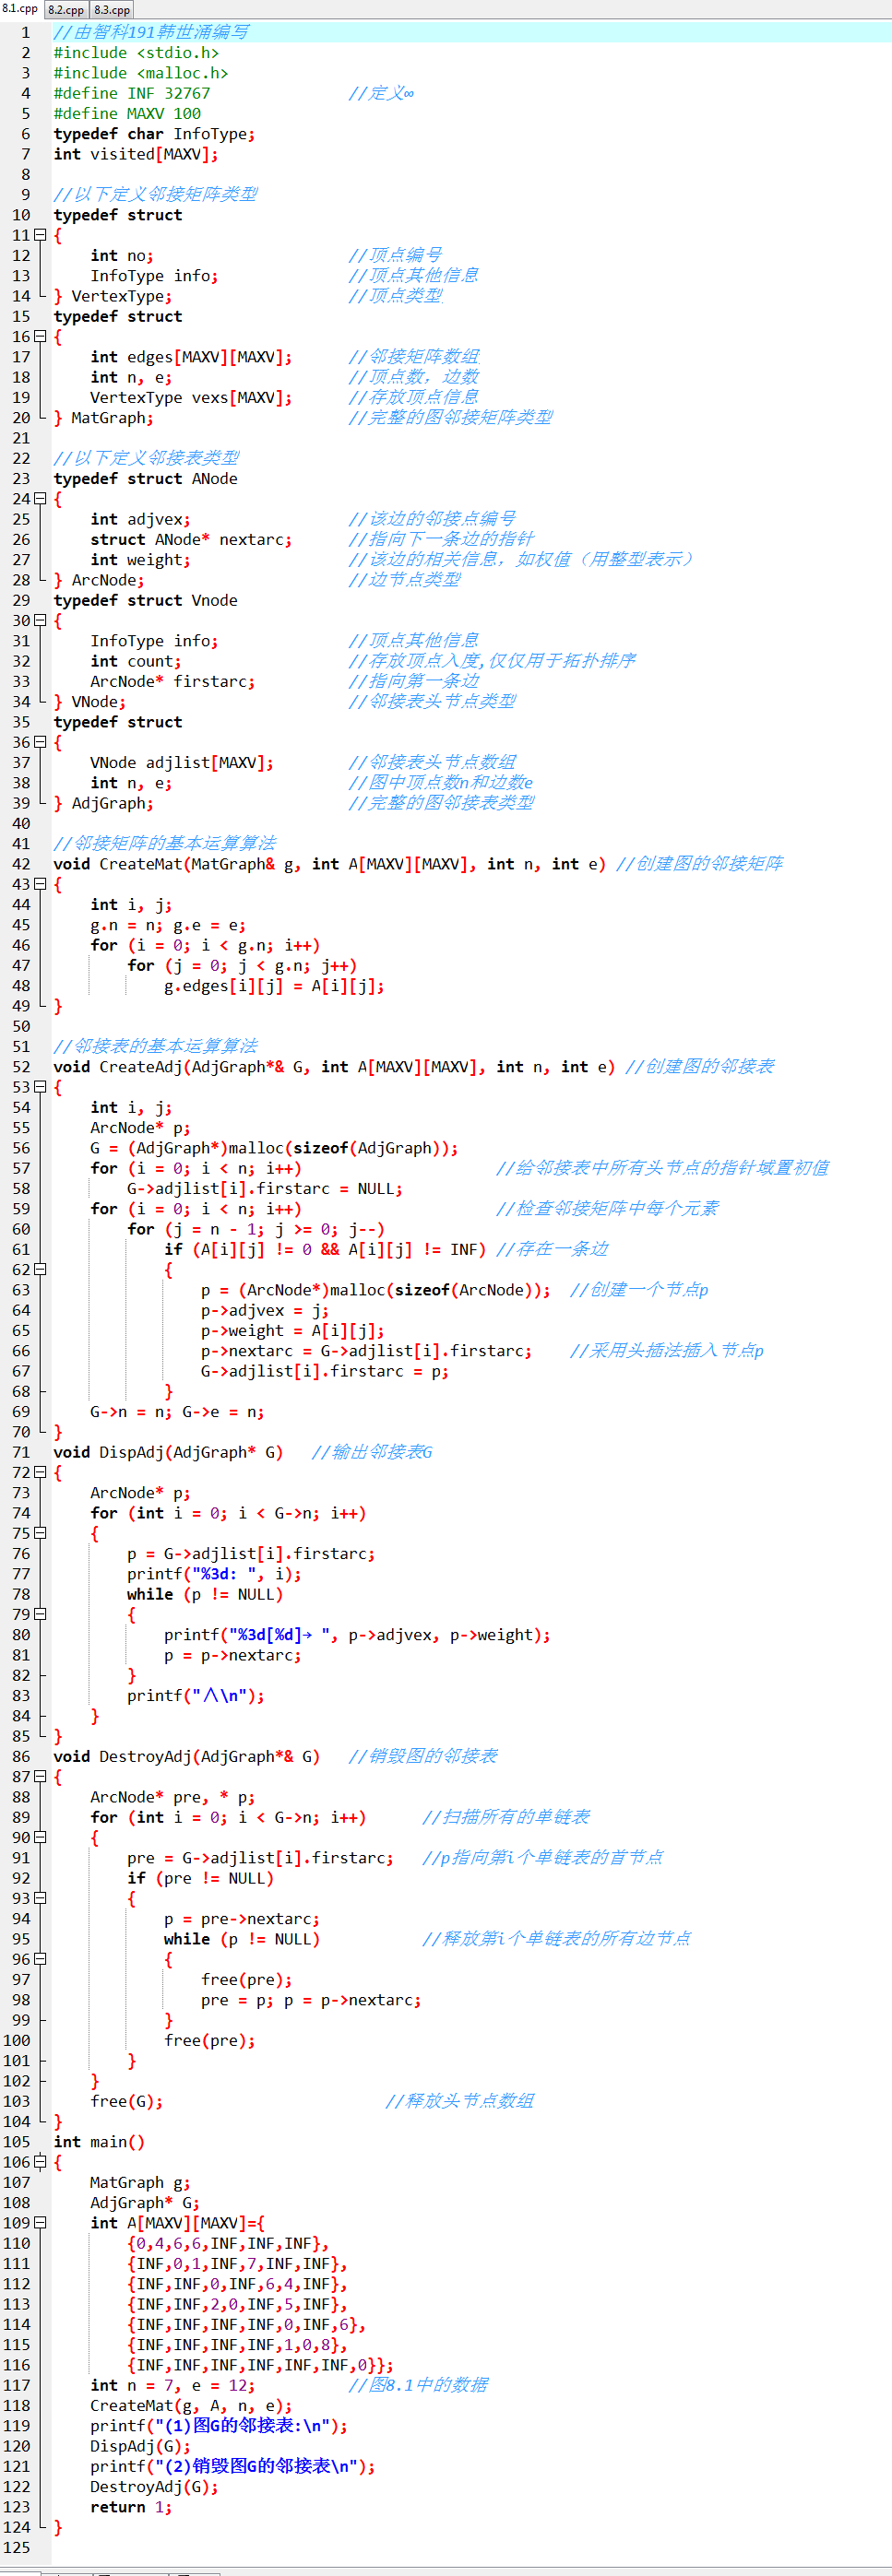 8.1.cpp 8.2.cpp 8.3.cpp
1 //由智科191韩世涌编写
2 #include <stdio.h>
3 #include <malloc.h>
4 #define INF 32767 //定义∞
5 #define MAXV 100
6 typedef char InfoType;
7 int visited[MAXV];
8
9 //以下定义邻接矩阵类型
10 typedef struct
11 {
12 int no; //顶点编号
13 InfoType info; //顶点其他信息
14 } VertexType; //顶点类型
15 typedef struct
16 {
17 int edges[MAXV][MAXV]; //邻接矩阵数组
18 int n, e; //顶点数，边数
19 VertexType vexs[MAXV]; //存放顶点信息
20 } MatGraph; //完整的图邻接矩阵类型
21
22 //以下定义邻接表类型
23 typedef struct ANode
24 {
25 int adjvex; //该边的邻接点编号
26 struct ANode* nextarc; //指向下一条边的指针
27 int weight; //该边的相关信息，如权值（用整型表示）
28 } ArcNode; //边节点类型
29 typedef struct Vnode
30 {
31 InfoType info; //顶点其他信息
32 int count; //存放顶点入度,仅仅用于拓扑排序
33 ArcNode* firstarc; //指向第一条边
34 } VNode; //邻接表头节点类型
35 typedef struct
36 {
37 VNode adjlist[MAXV]; //邻接表头节点数组
38 int n, e; //图中顶点数n和边数e
39 } AdjGraph; //完整的图邻接表类型
40
41 //邻接矩阵的基本运算算法
42 void CreateMat(MatGraph& g, int A[MAXV][MAXV], int n, int e) //创建图的邻接矩阵
43 {
44 int i, j;
45 g.n = n; g.e = e;
46 for (i = 0; i < g.n; i++)
47 for (j = 0; j < g.n; j++)
48 g.edges[i][j] = A[i][j];
49 }
50
51 //邻接表的基本运算算法
52 void CreateAdj(AdjGraph*& G, int A[MAXV][MAXV], int n, int e) //创建图的邻接表
53 {
54 int i, j;
55 ArcNode* p;
56 G = (AdjGraph*)malloc(sizeof(AdjGraph));
57 for (i = 0; i < n; i++) //给邻接表中所有头节点的指针域置初值
58 G->adjlist[i].firstarc = NULL;
59 for (i = 0; i < n; i++) //检查邻接矩阵中每个元素
60 for (j = n - 1; j >= 0; j--)
61 if (A[i][j] != 0 && A[i][j] != INF) //存在一条边
62 {
63 p = (ArcNode*)malloc(sizeof(ArcNode)); //创建一个节点p
64 p->adjvex = j;
65 p->weight = A[i][j];
66 p->nextarc = G->adjlist[i].firstarc; //采用头插法插入节点p
67 G->adjlist[i].firstarc = p;
68 }
69 G->n = n; G->e = n;
70 }
71 void DispAdj(AdjGraph* G) //输出邻接表G
72 {
73 ArcNode* p;
74 for (int i = 0; i < G->n; i++)
75 {
76 p = G->adjlist[i].firstarc;
77 printf("%3d: ", i);
78 while (p != NULL)
79 {
80 printf("%3d[%d]→ ", p->adjvex, p->weight);
81 p = p->nextarc;
82 }
83 printf("∧\n");
84 }
85 }
86 void DestroyAdj(AdjGraph*& G) //销毁图的邻接表
87 {
88 ArcNode* pre, * p;
89 for (int i = 0; i < G->n; i++) //扫描所有的单链表
90 {
91 pre = G->adjlist[i].firstarc; //p指向第i个单链表的首节点
92 if (pre != NULL)
93 {
94 p = pre->nextarc;
95 while (p != NULL) //释放第i个单链表的所有边节点
96 {
97 free(pre);
98 pre = p; p = p->nextarc;
99 }
100 free(pre);
101 }
102 }
103 free(G); //释放头节点数组
104 }
105 int main()
106 {
107 MatGraph g;
108 AdjGraph* G;
109 int A[MAXV][MAXV]={
110 {0,4,6,6,INF,INF,INF},
111 {INF,0,1,INF,7,INF,INF},
112 {INF,INF,0,INF,6,4,INF},
113 {INF,INF,2,0,INF,5,INF},
114 {INF,INF,INF,INF,0,INF,6},
115 {INF,INF,INF,INF,1,0,8},
116 {INF,INF,INF,INF,INF,INF,0}};
117 int n = 7, e = 12; //图8.1中的数据
118 CreateMat(g, A, n, e);
119 printf("(1)图G的邻接表:\n");
120 DispAdj(G);
121 printf("(2)销毁图G的邻接表\n");
122 DestroyAdj(G);
123 return 1;
124 }
125